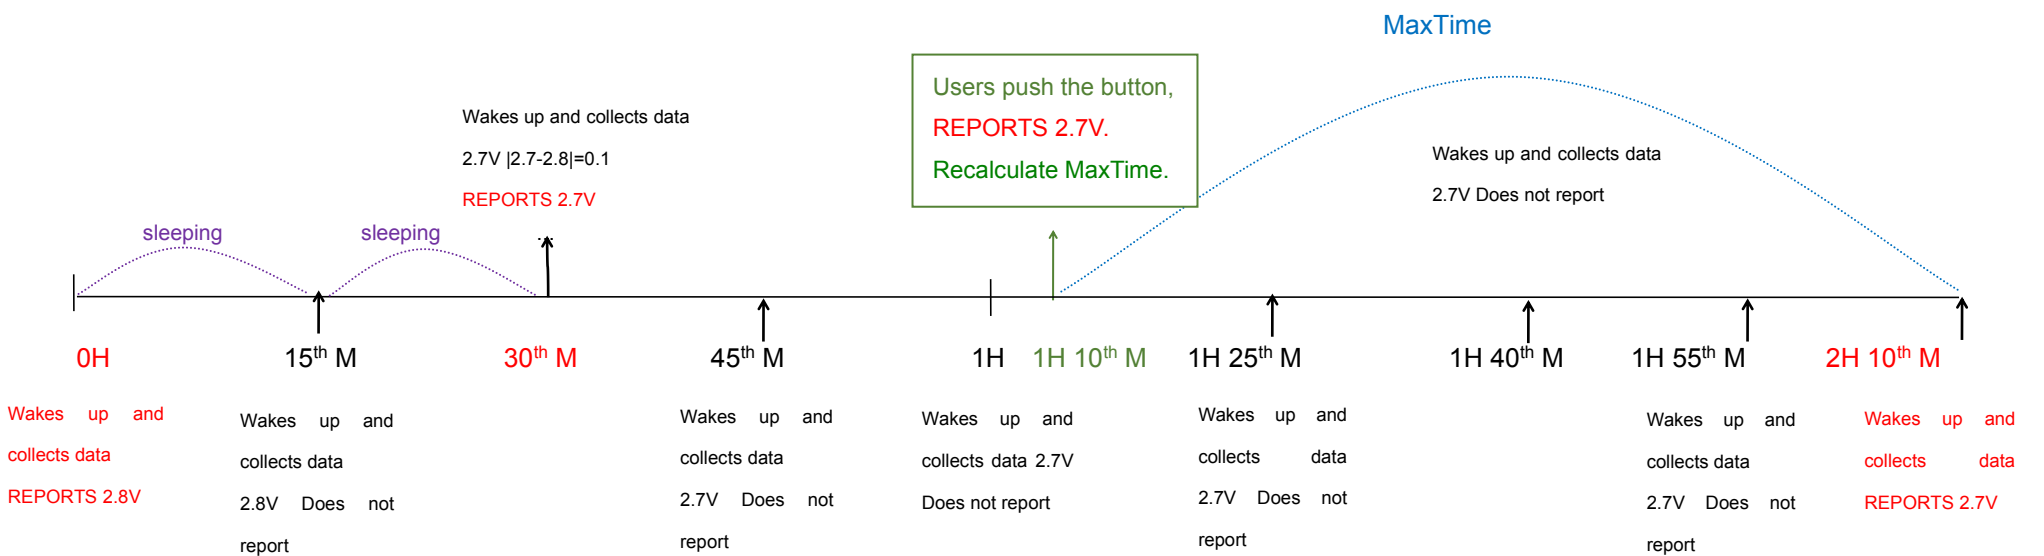 MaxTime
Users push the button,
REPORTS 2.7V.
Recalculate MaxTime.
Wakes up and collects data
2.7V |2.7-2.8|=0.1
REPORTS 2.7V
Wakes up and collects data
2.7V Does not report
sleeping
sleeping
0H
15th M
30th M
45th M
1H
1H 10th M
1H 25th M
1H 40th M
1H 55th M
2H 10th M
Wakes up and
collects data
REPORTS 2.8V
Wakes up and
collects data
2.8V Does not
report
Wakes up and
collects data
2.7V Does not
report
Wakes up and
collects data 2.7V
Does not report
Wakes up and
collects data
2.7V Does not
report
Wakes up and
collects data
2.7V Does not
report
Wakes up and
collects data
REPORTS 2.7V